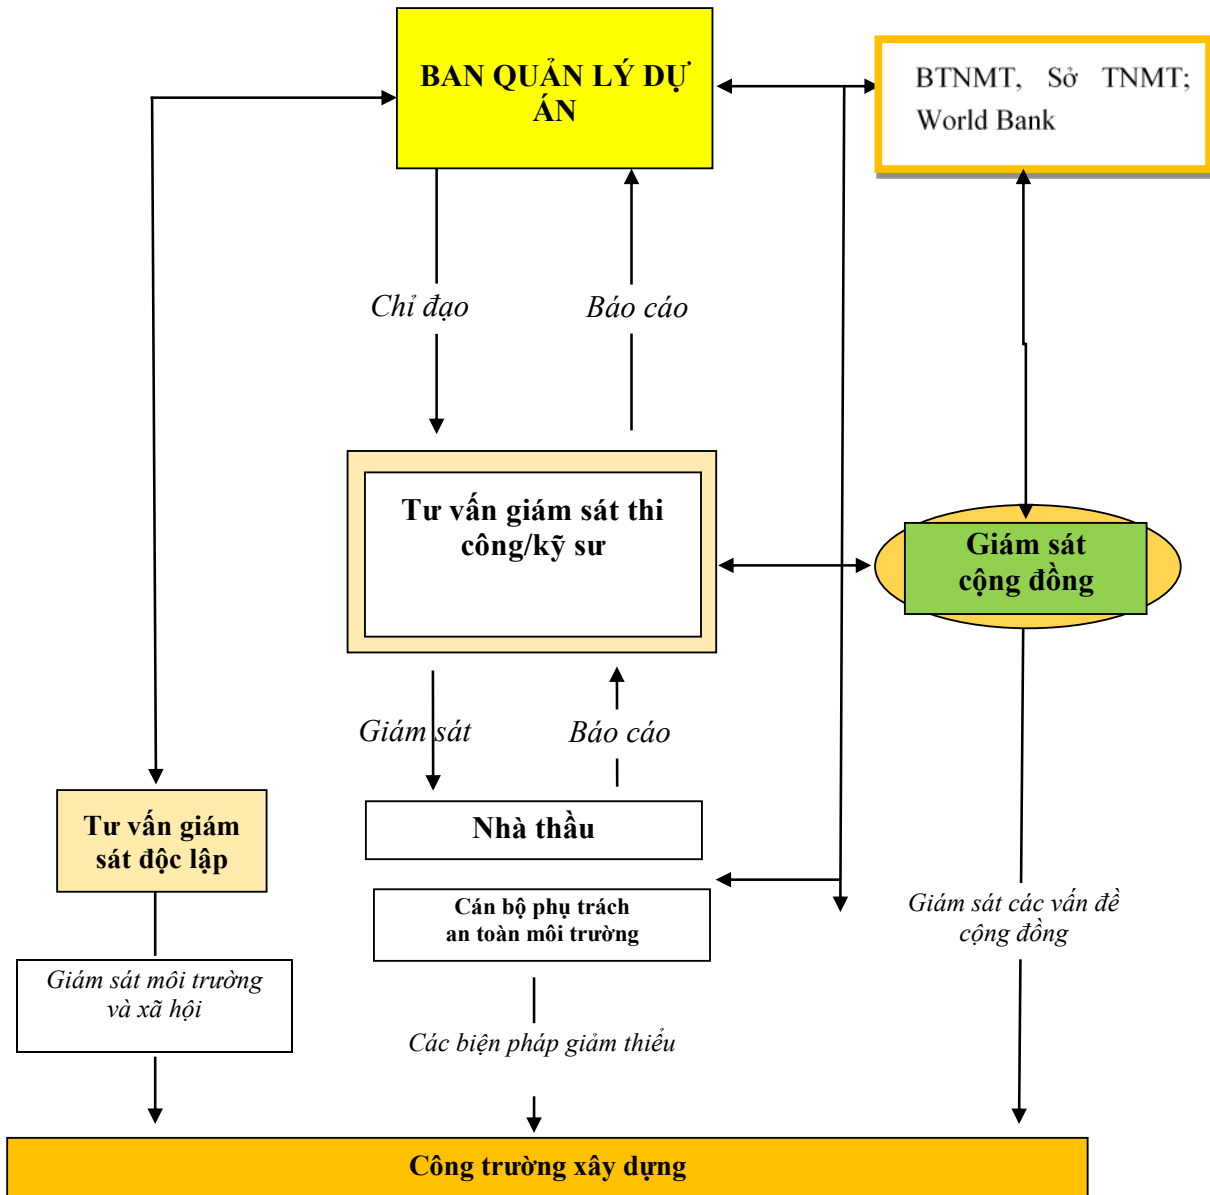 BAN QUẢN LÝ DỰ
ÁN
BTNMT, Sở TNMT;
World Bank
Chỉ đạo
Báo cáo
Tư vấn giám sát thi
công/kỹ sư
Giám sát
cộng đồng
Giám sát
Báo cáo
Nhà thầu
Tư vấn giám
sát độc lập
Cán bộ phụ trách
an toàn môi trường
Giám sát các vấn đề
cộng đồng
Giám sát môi trường
và xã hội
Các biện pháp giảm thiểu
Công trường xây dựng